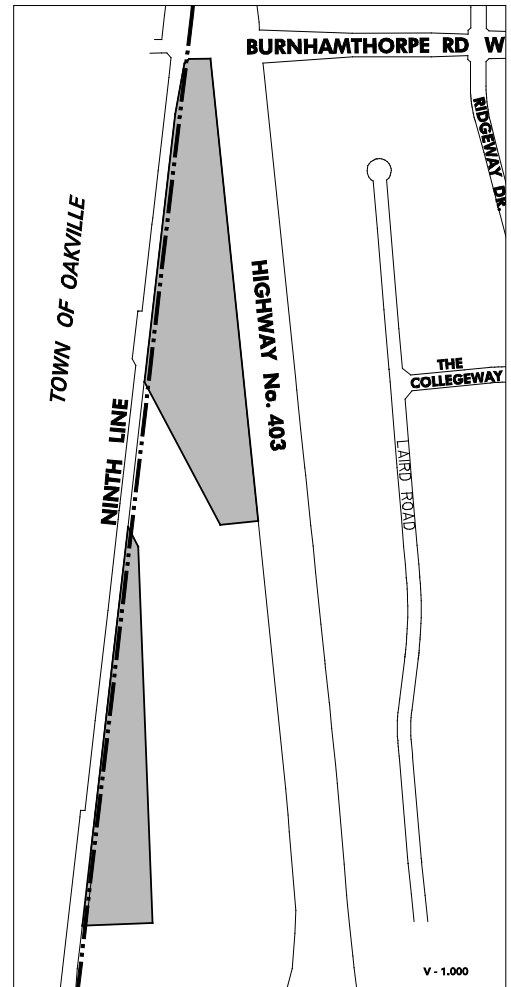 BURNHAMTHORPE RD W
RIDGEWAY DR.
TOWN OF OAKVILLE
HIGHWAY No. 403
THE
COLLEGEWAY
NINTH LINE
LAIRD ROAD
V - 1.000